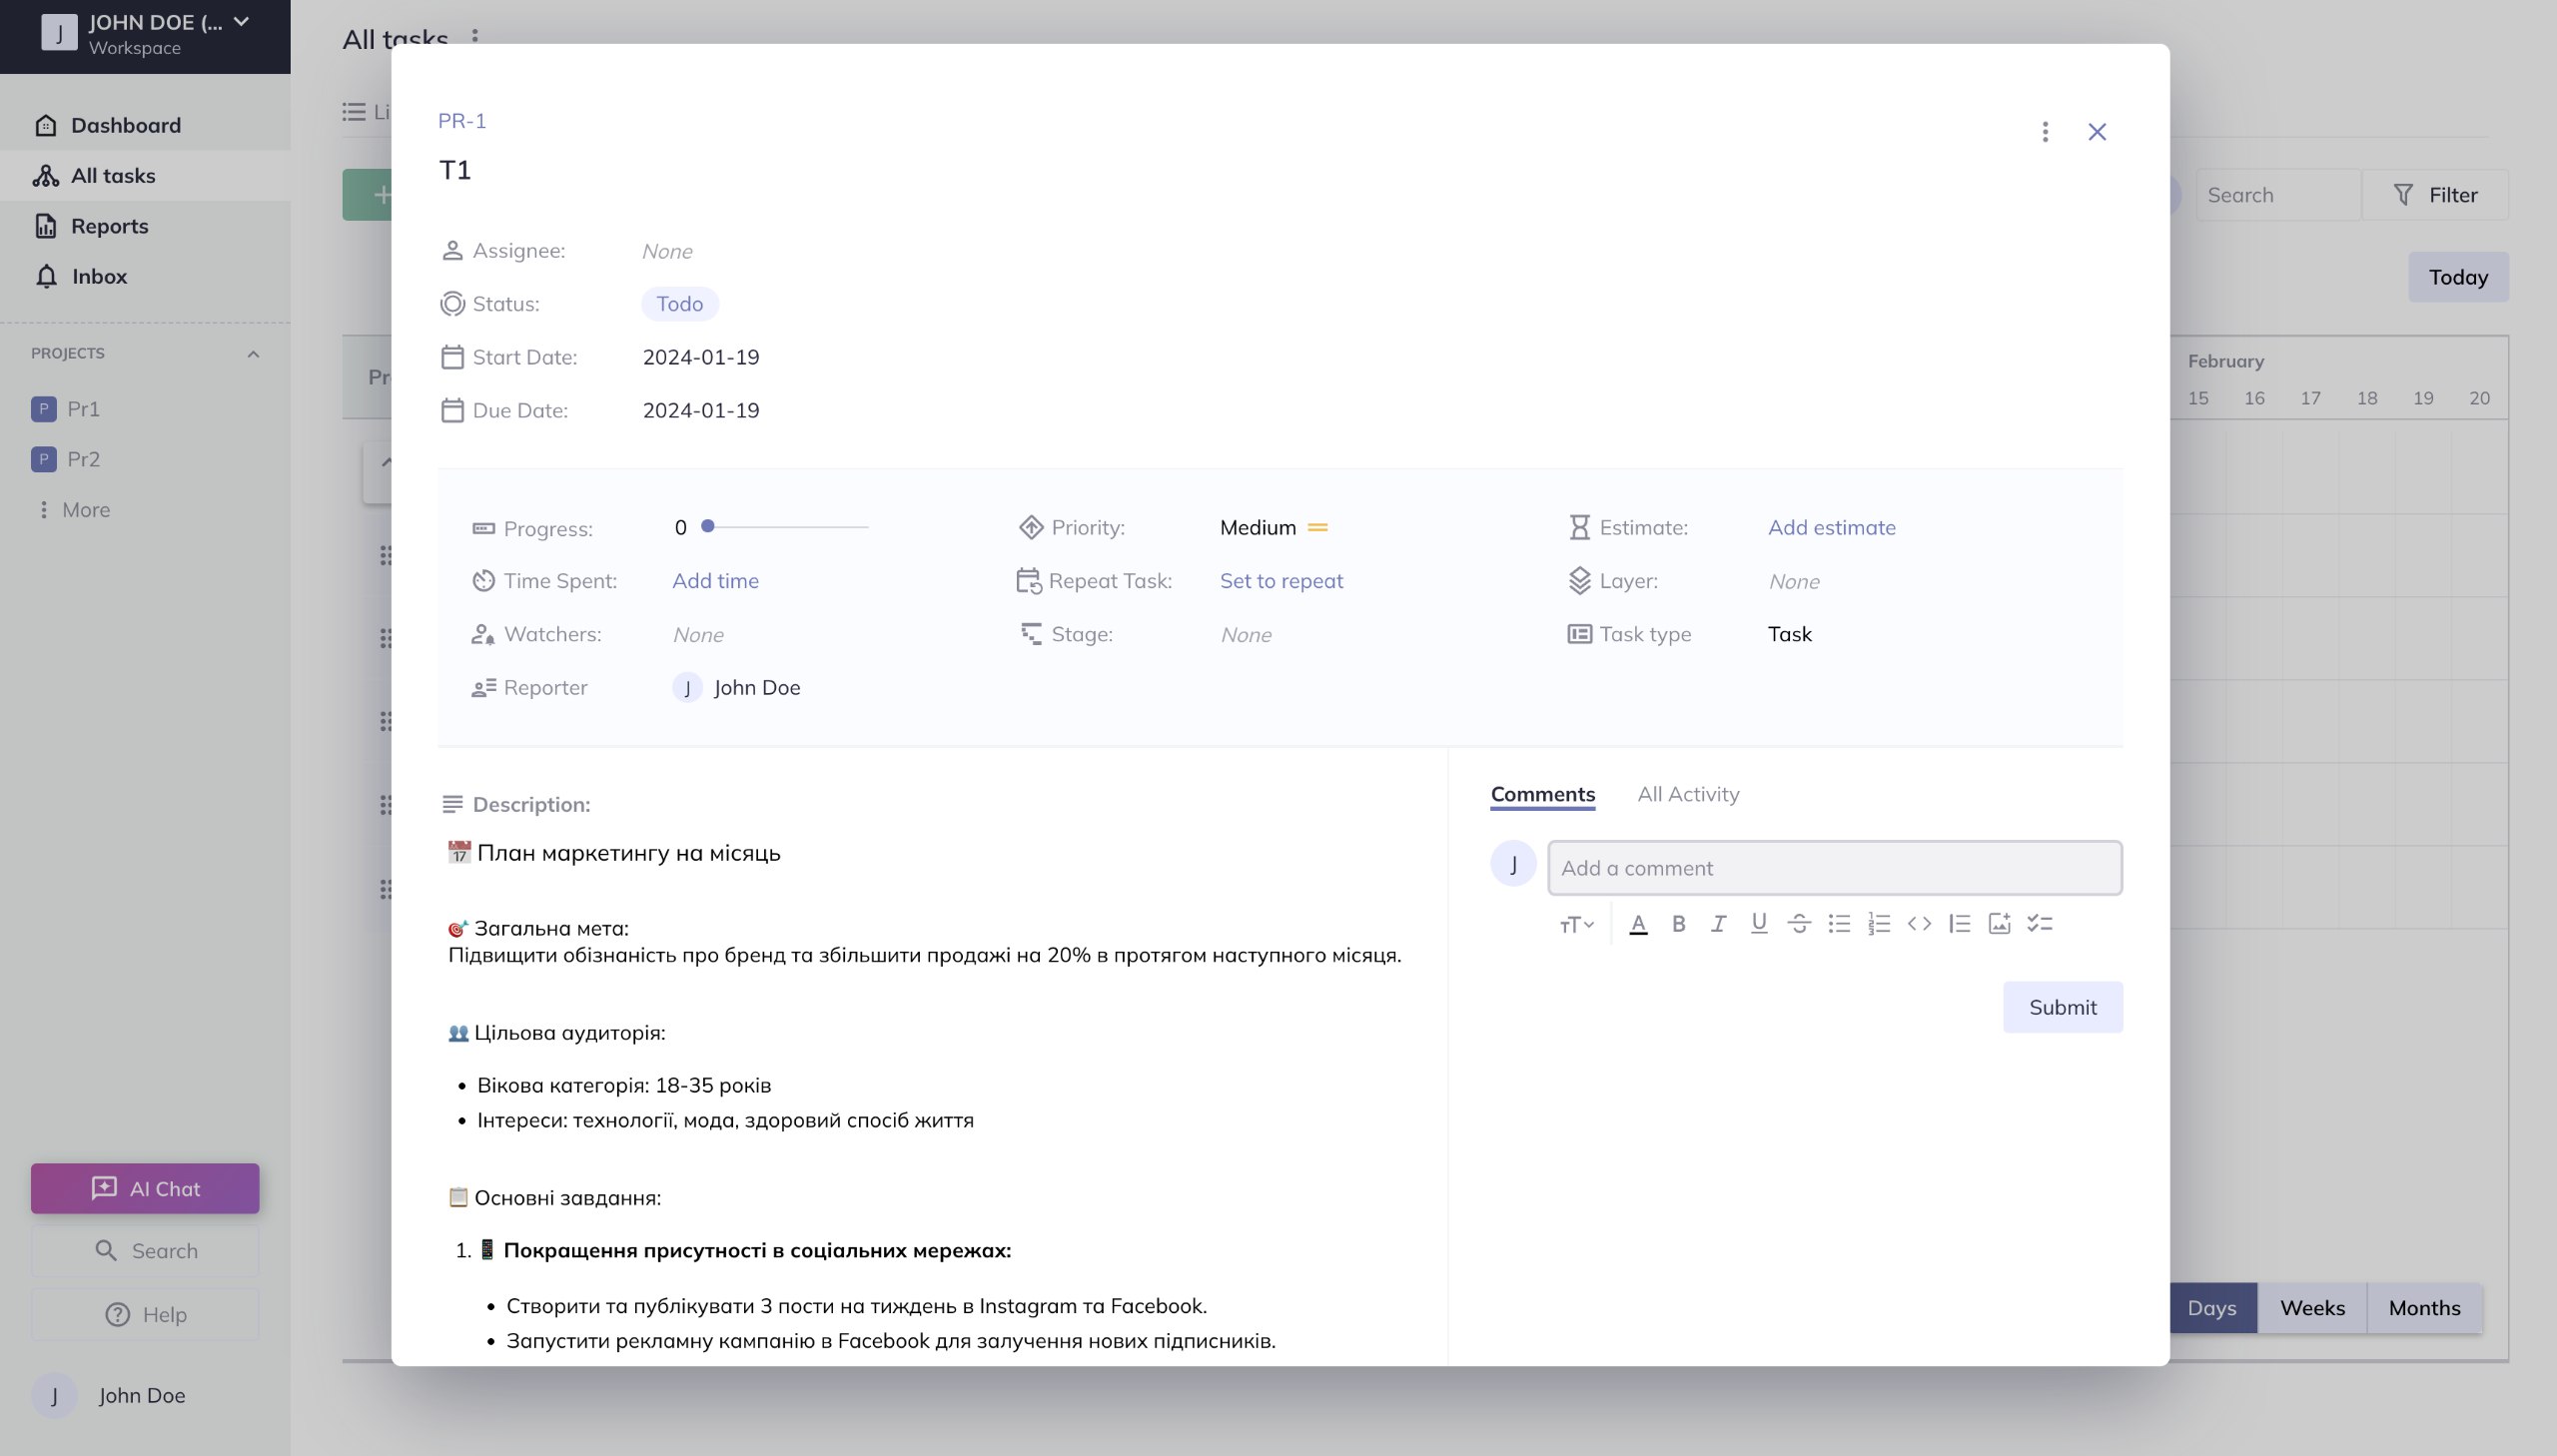 J
JOHN DOE (...
Workspace
Dashboard
All tasks
Reports
Inbox
PROJECTS
P Pr1
P Pr2
More
AI Chat
Search
Help
J John Doe
All tasks
PR-1
T1
Assignee: None
Status: Todo
Start Date: 2024-01-19
Due Date: 2024-01-19
Progress: 0
Priority: Medium
Estimate: Add estimate
Time Spent: Add time
Repeat Task: Set to repeat
Layer: None
Watchers: None
Stage: None
Task type Task
Reporter J John Doe
Description:
📅 План маркетингу на місяць
🎯 Загальна мета:
Підвищити обізнаність про бренд та збільшити продажі на 20% в протягом наступного місяця.
👥 Цільова аудиторія:
• Вікова категорія: 18-35 років
• Інтереси: технології, мода, здоровий спосіб життя
📋 Основні завдання:
1. 📱 Покращення присутності в соціальних мережах:
• Створити та публікувати 3 пости на тиждень в Instagram та Facebook.
• Запустити рекламну кампанію в Facebook для залучення нових підписників.
Comments All Activity
J Add a comment
Submit
Search
Filter
Today
February
15 16 17 18 19 20
Days Weeks Months